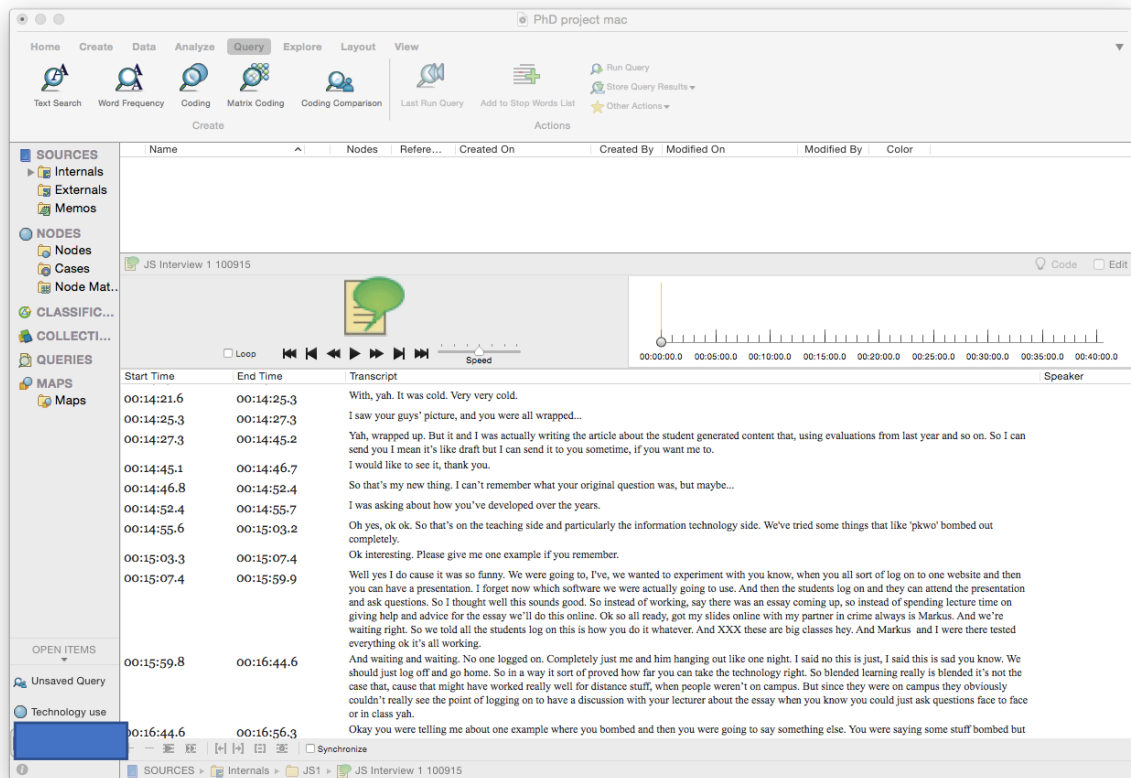 PhD project mac
Home Create Data Analyze Query Explore Layout View
Text Search Word Frequency Coding Matrix Coding Coding Comparison Last Run Query Add to Stop Words List
Run Query
Store Query Results
Other Actions
Create Actions
SOURCES
Internals
Externals
Memos
NODES
Nodes
Cases
Node Mat..
CLASSIFIC...
COLLECTI...
QUERIES
MAPS
Maps
OPEN ITEMS
Unsaved Query
Technology use
Name Nodes Refere... Created On Created By Modified On Modified By Color
JS Interview 1 100915 Code Edit
Loop Speed
00:00:00.0 00:05:00.0 00:10:00.0 00:15:00.0 00:20:00.0 00:25:00.0 00:30:00.0 00:35:00.0 00:40:00.0
Start Time End Time Transcript Speaker
00:14:21.6 00:14:25.3 With, yah. It was cold. Very very cold.
00:14:25.3 00:14:27.3 I saw your guys' picture, and you were all wrapped...
00:14:27.3 00:14:45.2 Yah, wrapped up. But it and I was actually writing the article about the student generated content that, using evaluations from last year and so on. So I can
send you I mean it's like draft but I can send it to you sometime, if you want me to.
00:14:45.1 00:14:46.7 I would like to see it, thank you.
00:14:46.8 00:14:52.4 So that's my new thing. I can't remember what your original question was, but maybe...
00:14:52.4 00:14:55.7 I was asking about how you've developed over the years.
00:14:55.6 00:15:03.2 Oh yes, ok ok. So that's on the teaching side and particularly the information technology side. We've tried some things that like 'pkwo' bombed out
completely.
00:15:03.3 00:15:07.4 Ok interesting. Please give me one example if you remember.
00:15:07.4 00:15:59.9 Well yes I do cause it was so funny. We were going to, I've, we wanted to experiment with you know, when you all sort of log on to one website and then
you can have a presentation. I forget now which software we were actually going to use. And then the students log on and they can attend the presentation
and ask questions. So I thought well this sounds good. So instead of working, say there was an essay coming up, so instead of spending lecture time on
giving help and advice for the essay we'll do this online. Ok so all ready, got my slides online with my partner in crime always is Markus. And we're
waiting right. So we told all the students log on this is how you do it whatever. And XXX these are big classes hey. And Markus and I were there tested
everything ok it's all working.
00:15:59.8 00:16:44.6 And waiting and waiting. No one logged on. Completely just me and him hanging out like one night. I said no this is just, I said this is sad you know. We
should just log off and go home. So in a way it sort of proved how far you can take the technology right. So blended learning really is blended it's not the
case that, cause that might have worked really well for distance stuff, when people weren't on campus. But since they were on campus they obviously
couldn't really see the point of logging on to have a discussion with your lecturer about the essay when you know you could just ask questions face to face
or in class yah.
00:16:44.6 00:16:56.3 Okay you were telling me about one example where you bombed and then you were going to say something else. You were saying some stuff bombed but
Synchronize
SOURCES Internals JS1 JS Interview 1 100915